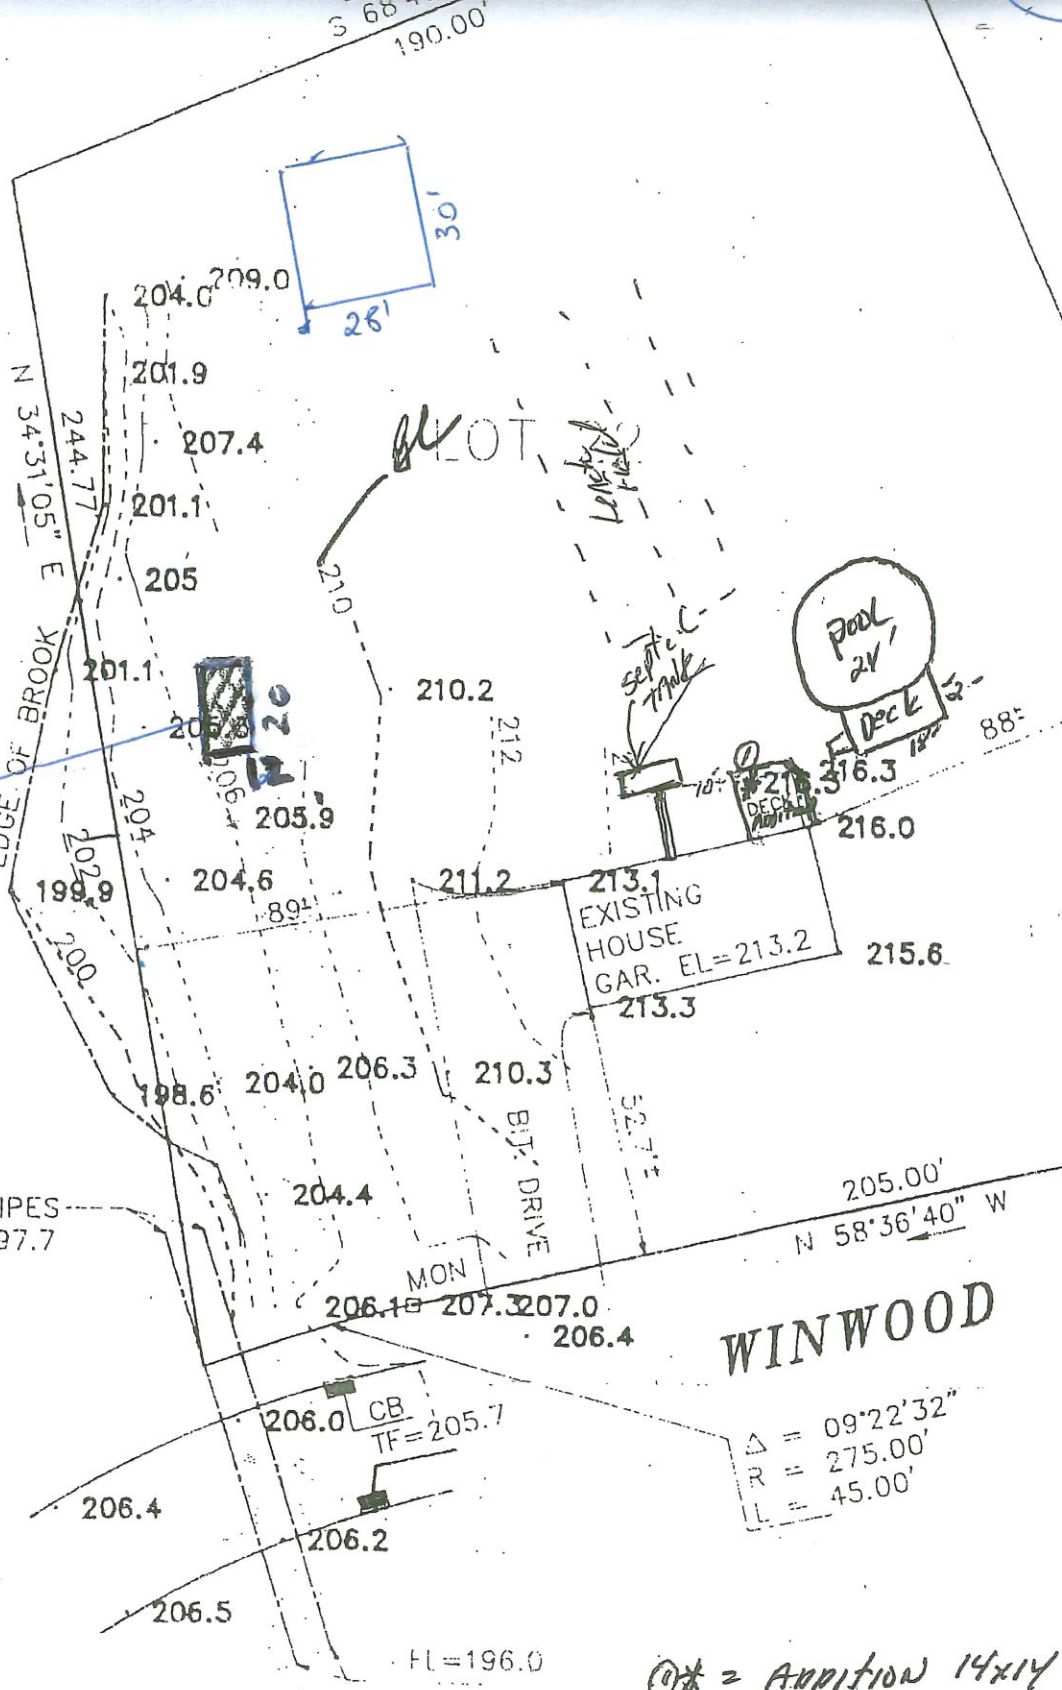 190.00'
30'
28'
204.0
209.0
201.9
207.4
LOT
N 34°31'05" E
244.77
201.1
205
210
EDGE OF BROOK
201.1
20
12
205.9
210.2
212
SEPTIC
TANK
POOL
24'
DECK
18'
88±
10'
216.3
DECK
216.0
204
202
199.9
204.6
200
89±
211.2
213.1
EXISTING
HOUSE
GAR. EL=213.2
215.6
213.3
198.6
204.0
206.3
210.3
52.7'±
BIT. DRIVE
204.4
205.00'
N 58°36'40" W
MON
206.1
207.3
207.0
206.4
WINWOOD
206.0
CB
TF=205.7
Δ = 09°22'32"
R = 275.00'
L = 45.00'
206.4
206.2
206.5
FL=196.0
①* = ADDITION 14x14